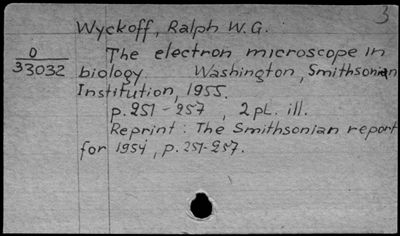 3
Wyckoff, Ralph W.G.
0 The electron microscope in
33032 biology. Washington, Smithsonian
Institution, 1955.
p.251-257, 2 pl. ill.
Reprint: The Smithsonian report
for 1954, p.251-257.